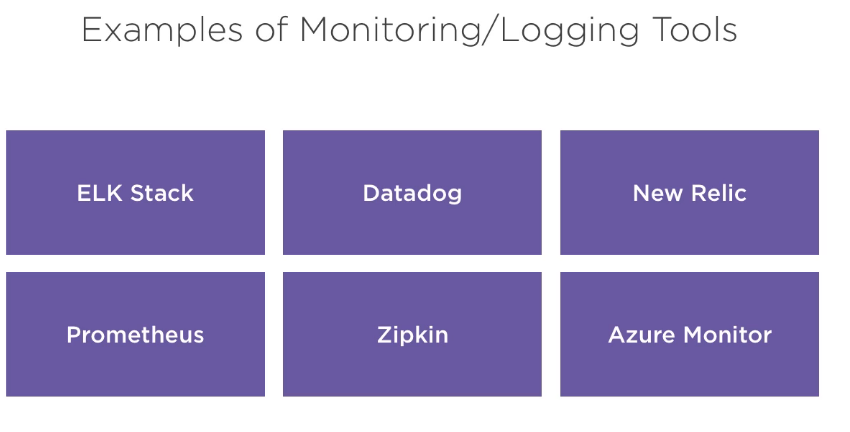 Examples of Monitoring/Logging Tools
ELK Stack
Datadog
New Relic
Prometheus
Zipkin
Azure Monitor